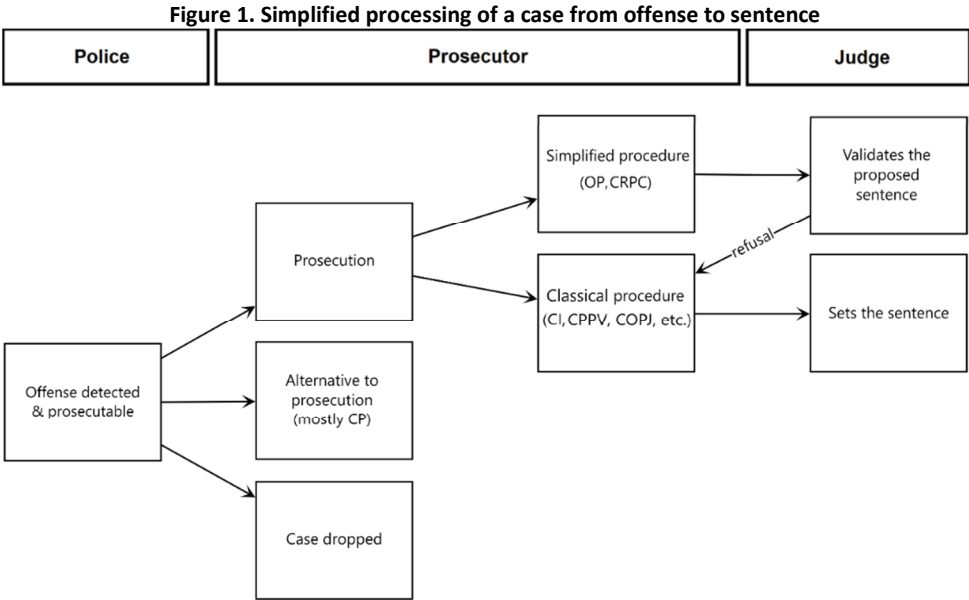 Figure 1. Simplified processing of a case from offense to sentence
Police
Prosecutor
Judge
Simplified procedure
(OP, CRPC)
Validates the
proposed
sentence
refusal
Prosecution
Classical procedure
(CI, CPPV, COPJ, etc.)
Sets the sentence
Offense detected
& prosecutable
Alternative to
prosecution
(mostly CP)
Case dropped